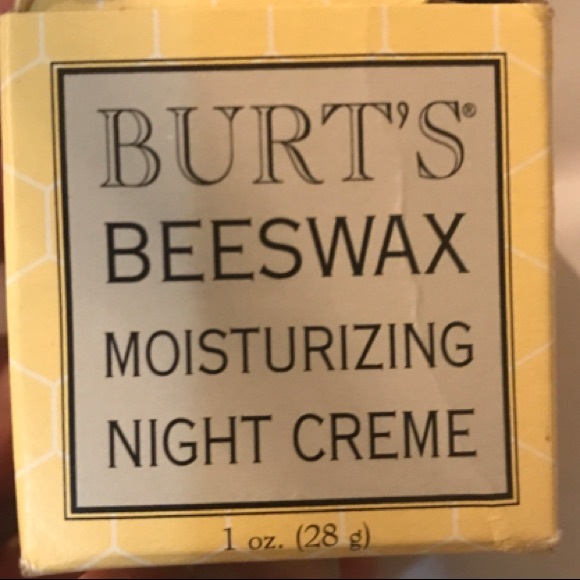 BURT'S®
BEESWAX
MOISTURIZING
NIGHT CREME
1 oz. (28 g)